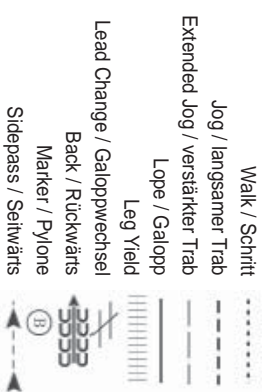 Walk / Schritt
Jog / langsamer Trab
Extended Jog / verstärkter Trab
Lope / Galopp
Leg Yield
Lead Change / Galoppwechsel
Back / Rückwärts
Marker / Pylone
B
Sidepass / Seitwärts